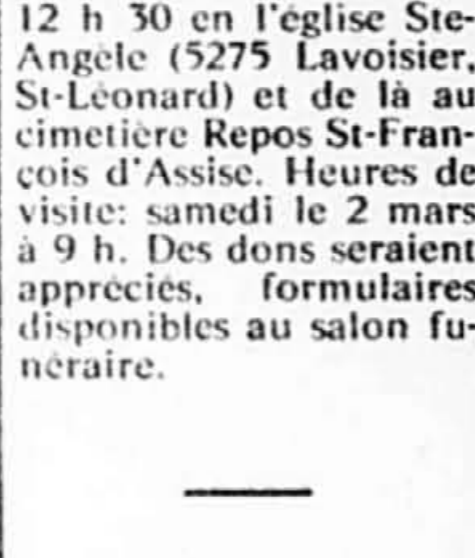 12 h 30 en l'église Ste-
Angèle (5275 Lavoisier,
St-Léonard) et de là au
cimetière Repos St-Fran-
çois d'Assise. Heures de
visite: samedi le 2 mars
à 9 h. Des dons seraient
appréciés, formulaires
disponibles au salon fu-
néraire.